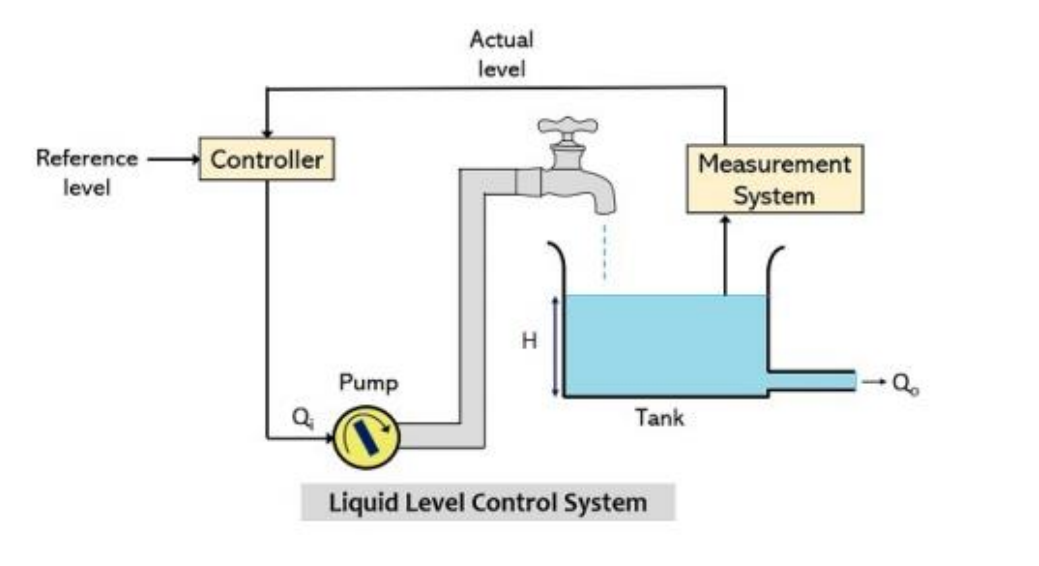 Actual
level
Reference
level
Controller
Measurement
System
H
Pump
Qi
Qo
Tank
Liquid Level Control System